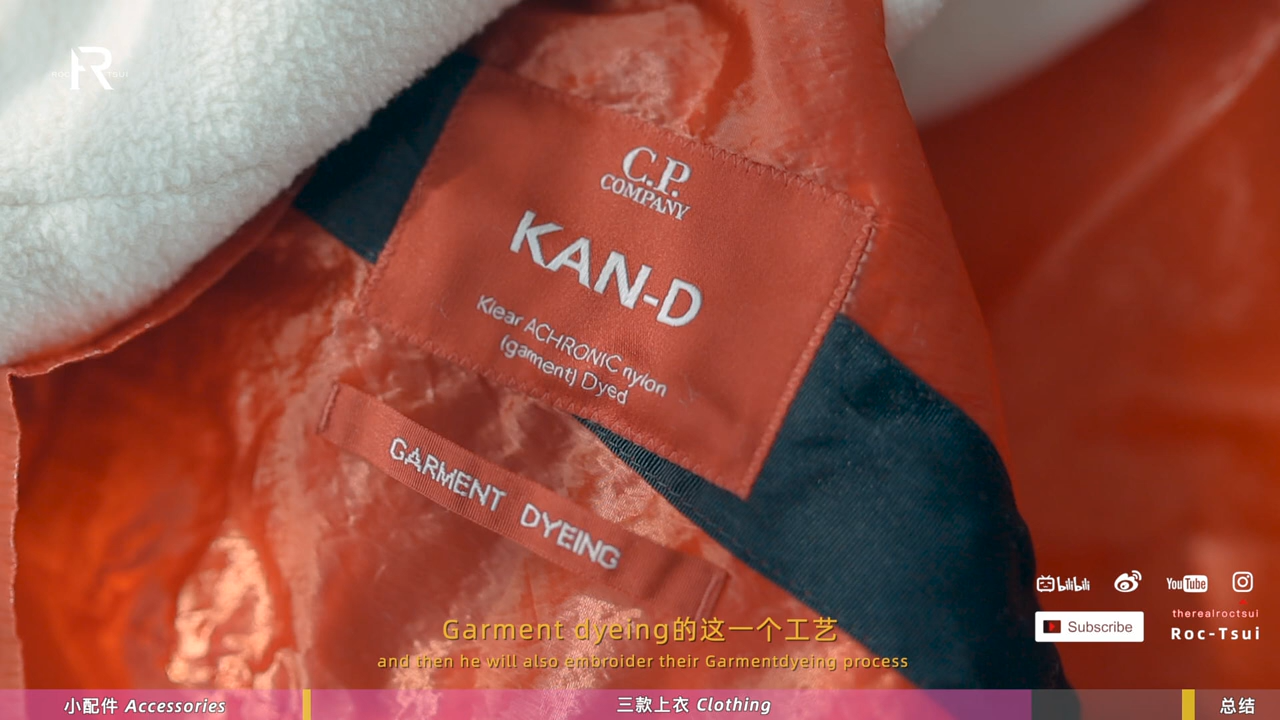 ROC R TSUI
C.P.
COMPANY
KAN-D
Klear ACHRONIC nylon
(garment) Dyed
GARMENT DYEING
bilibili
YouTube
Subscribe
therealroctsui
Roc-Tsui
Garment dyeing的这一个工艺
and then he will also embroider their Garmentdyeing process
小配件 Accessories
三款上衣 Clothing
总结